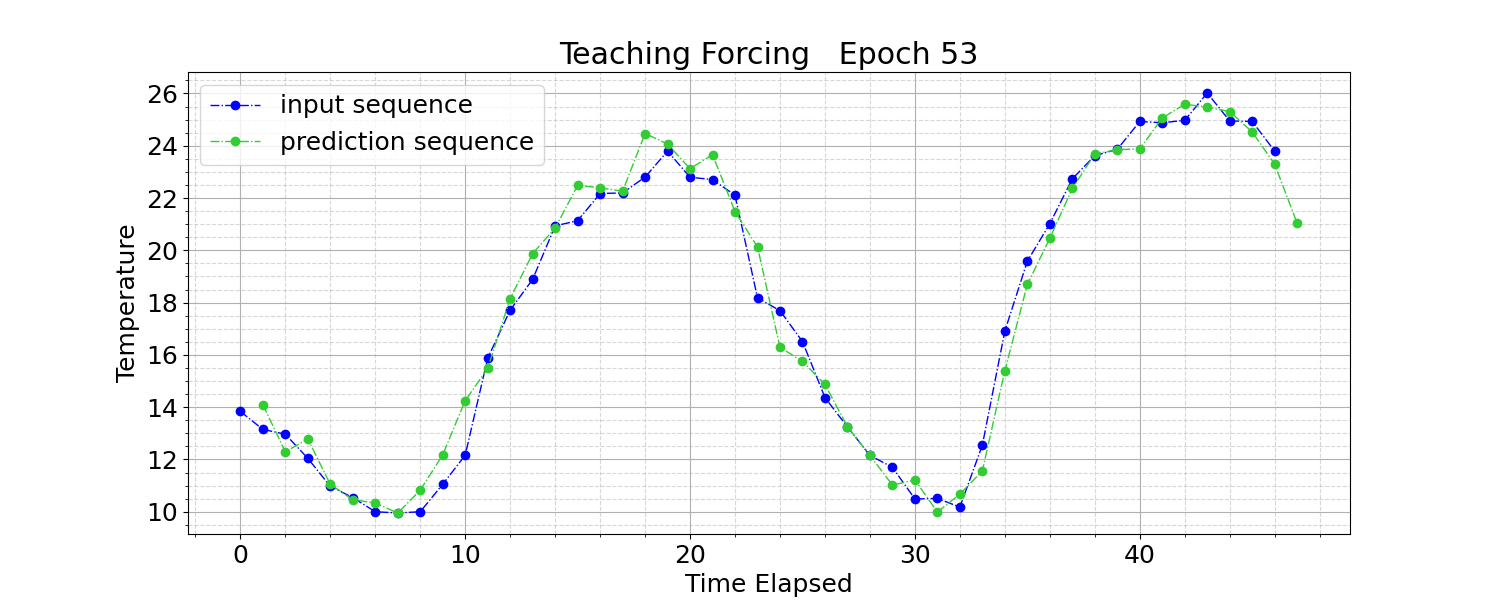 Teaching Forcing   Epoch 53
input sequence
prediction sequence
Temperature
26
24
22
20
18
16
14
12
10
0 10 20 30 40
Time Elapsed